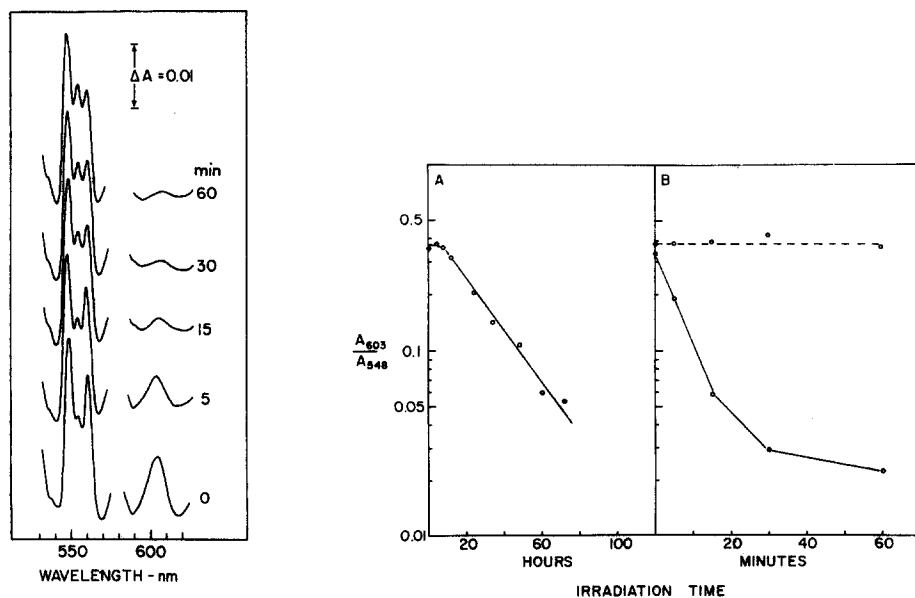 ΔA = 0.01
min
60
30
15
5
0
550 600
WAVELENGTH - nm
A B
0.5
A603
A548
0.1
0.05
0.01
20 60 100 20 40 60
HOURS MINUTES
IRRADIATION TIME